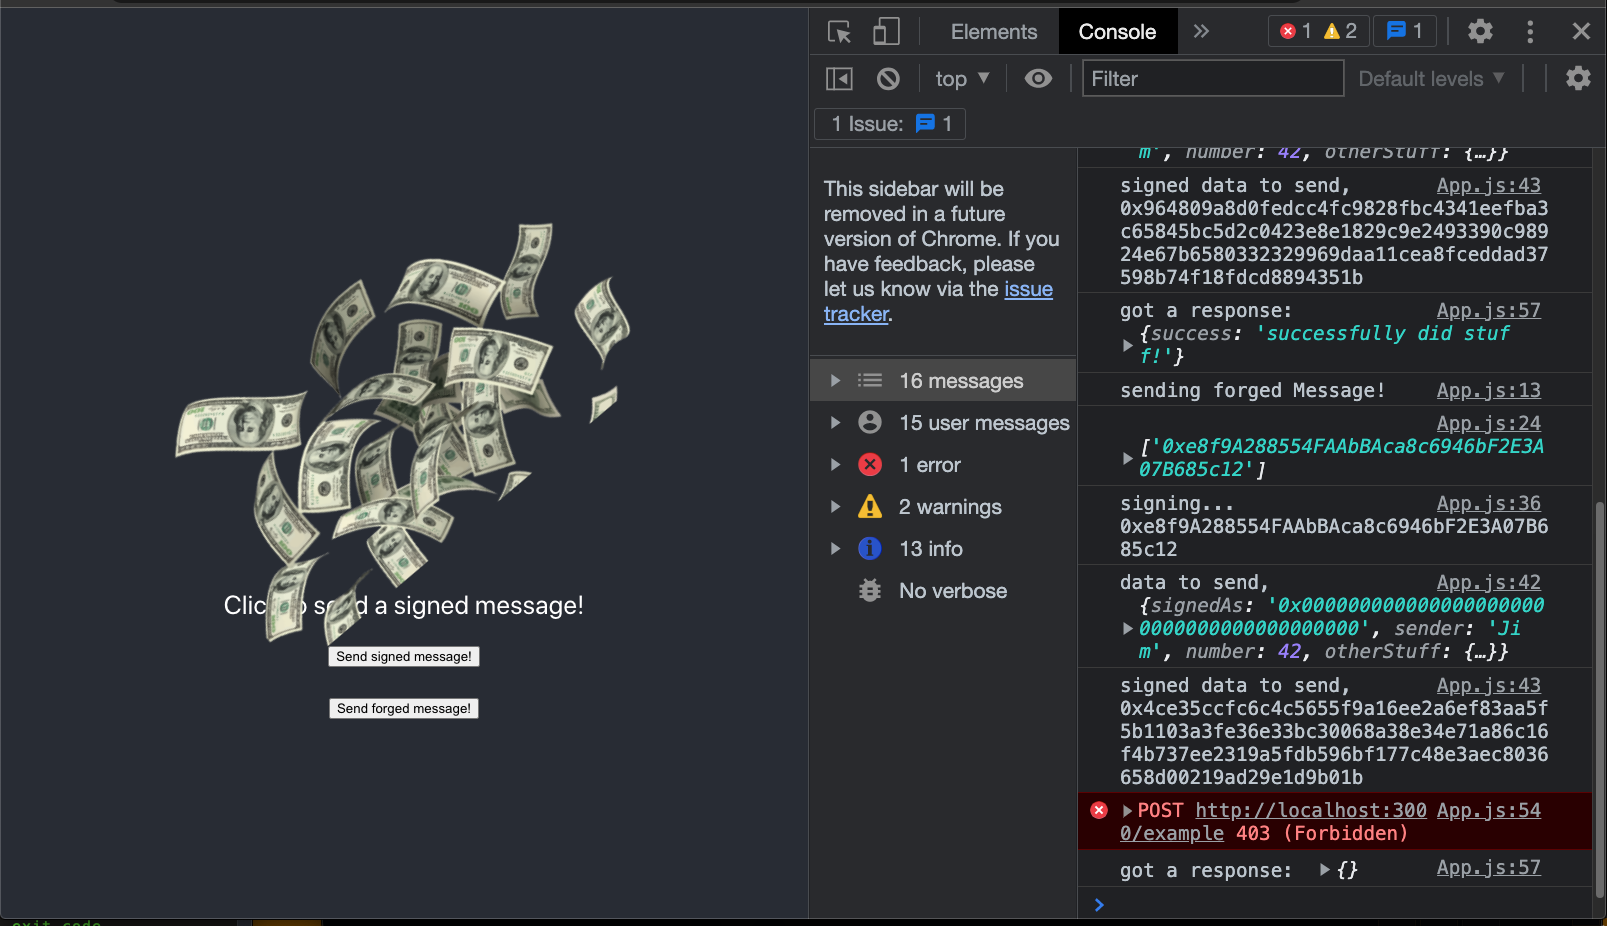 Elements
Console
1
2
1
top
Filter
Default levels
1 Issue:
1
This sidebar will be
removed in a future
version of Chrome. If you
have feedback, please
let us know via the issue
tracker.
16 messages
15 user messages
1 error
2 warnings
13 info
No verbose
m', number: 42, otherStuff: {…}}
signed data to send, App.js:43
0x964809a8d0fedcc4fc9828fbc4341eefba3
c65845bc5d2c0423e8e1829c9e2493390c989
24e67b6580332329969daa11cea8fceddad37
598b74f18fdcd8894351b
got a response: App.js:57
{success: 'successfully did stuf
f!'}
sending forged Message! App.js:13
App.js:24
['0xe8f9A288554FAAbBAca8c6946bF2E3A
07B685c12']
signing... App.js:36
0xe8f9A288554FAAbBAca8c6946bF2E3A07B6
85c12
data to send, App.js:42
{signedAs: '0x00000000000000000000
0000000000000000000', sender: 'Ji
m', number: 42, otherStuff: {…}}
signed data to send, App.js:43
0x4ce35ccfc6c4c5655f9a16ee2a6ef83aa5f
5b1103a3fe36e33bc30068a38e34e71a86c16
f4b737ee2319a5fdb596bf177c48e3aec8036
658d00219ad29e1d9b01b
POST http://localhost:300 App.js:54
0/example 403 (Forbidden)
got a response: {} App.js:57
Click to send a signed message!
Send signed message!
Send forged message!